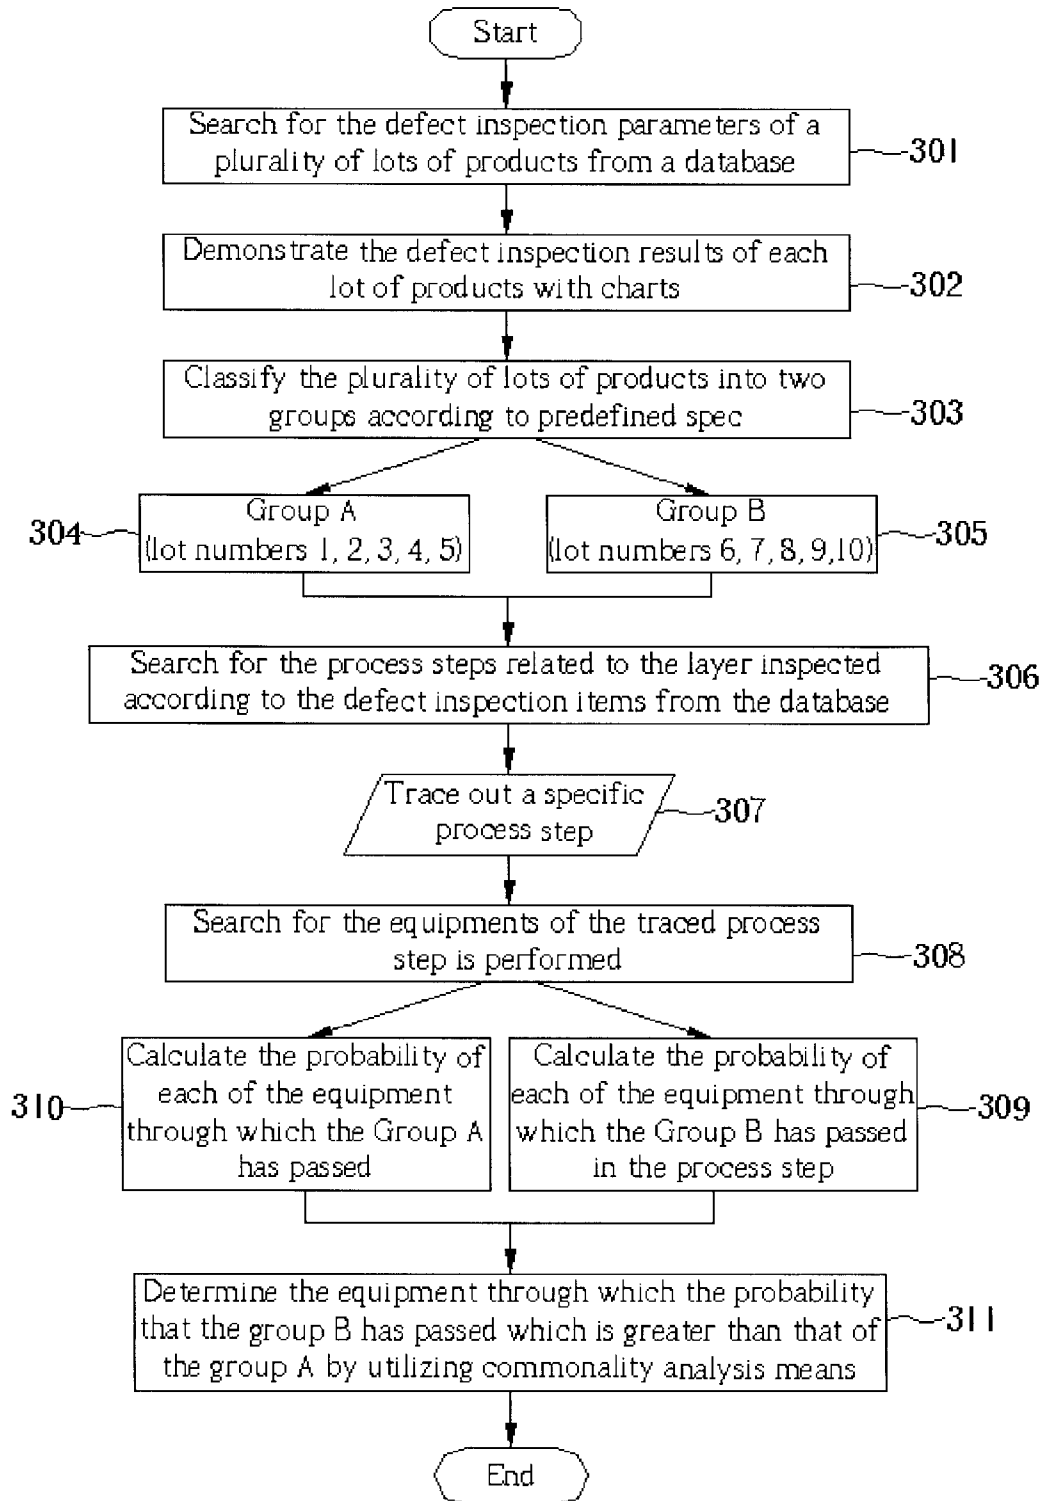 Start
Search for the defect inspection parameters of a
plurality of lots of products from a database
301
Demonstrate the defect inspection results of each
lot of products with charts
302
Classify the plurality of lots of products into two
groups according to predefined spec
303
304
Group A
(lot numbers 1, 2, 3, 4, 5)
Group B
(lot numbers 6, 7, 8, 9,10)
305
Search for the process steps related to the layer inspected
according to the defect inspection items from the database
306
Trace out a specific
process step
307
Search for the equipments of the traced process
step is performed
308
310
Calculate the probability of
each of the equipment
through which the Group A
has passed
Calculate the probability of
each of the equipment through
which the Group B has passed
in the process step
309
Determine the equipment through which the probability
that the group B has passed which is greater than that of
the group A by utilizing commonality analysis means
311
End